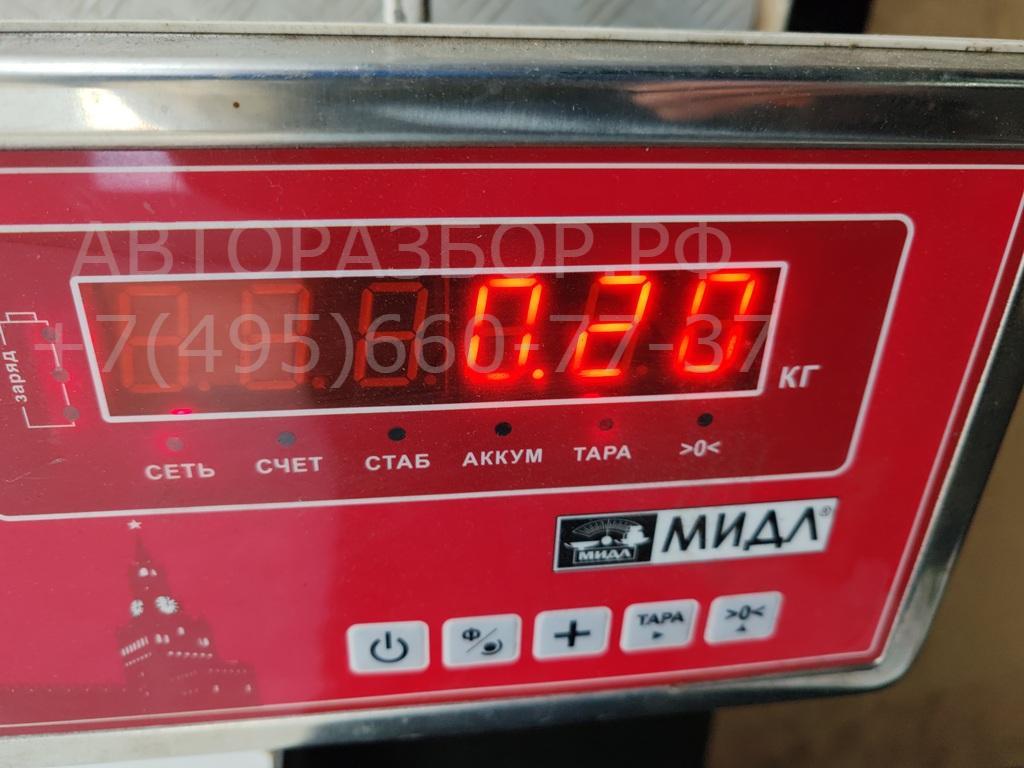 АВТОРАЗБОР.РФ
+7(495)660-77-37
0.20
КГ
заряд
СЕТЬ СЧЕТ СТАБ АККУМ ТАРА >0<
МИДЛ МИДЛ®
Ф ТАРА >0<